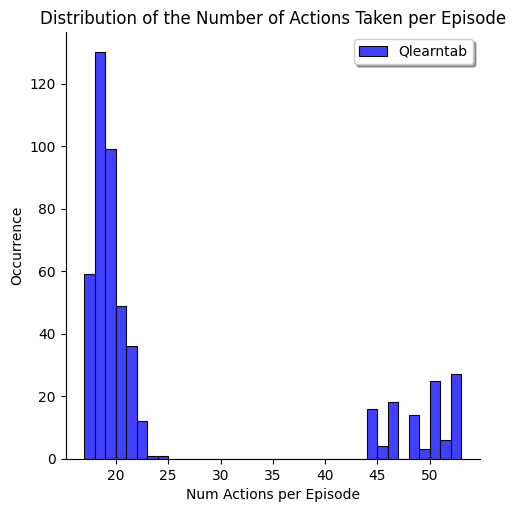 Distribution of the Number of Actions Taken per Episode
Qlearntab
120
100
80
60
40
20
0
Occurrence
20 25 30 35 40 45 50
Num Actions per Episode